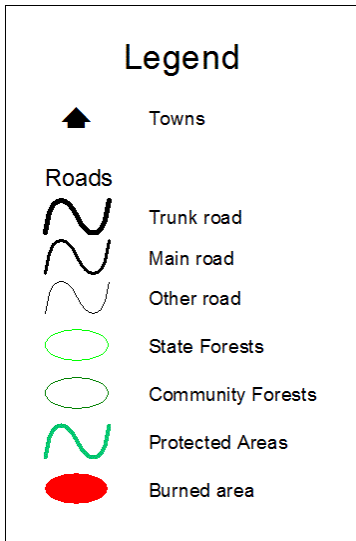 Legend
Towns
Roads
Trunk road
Main road
Other road
State Forests
Community Forests
Protected Areas
Burned area